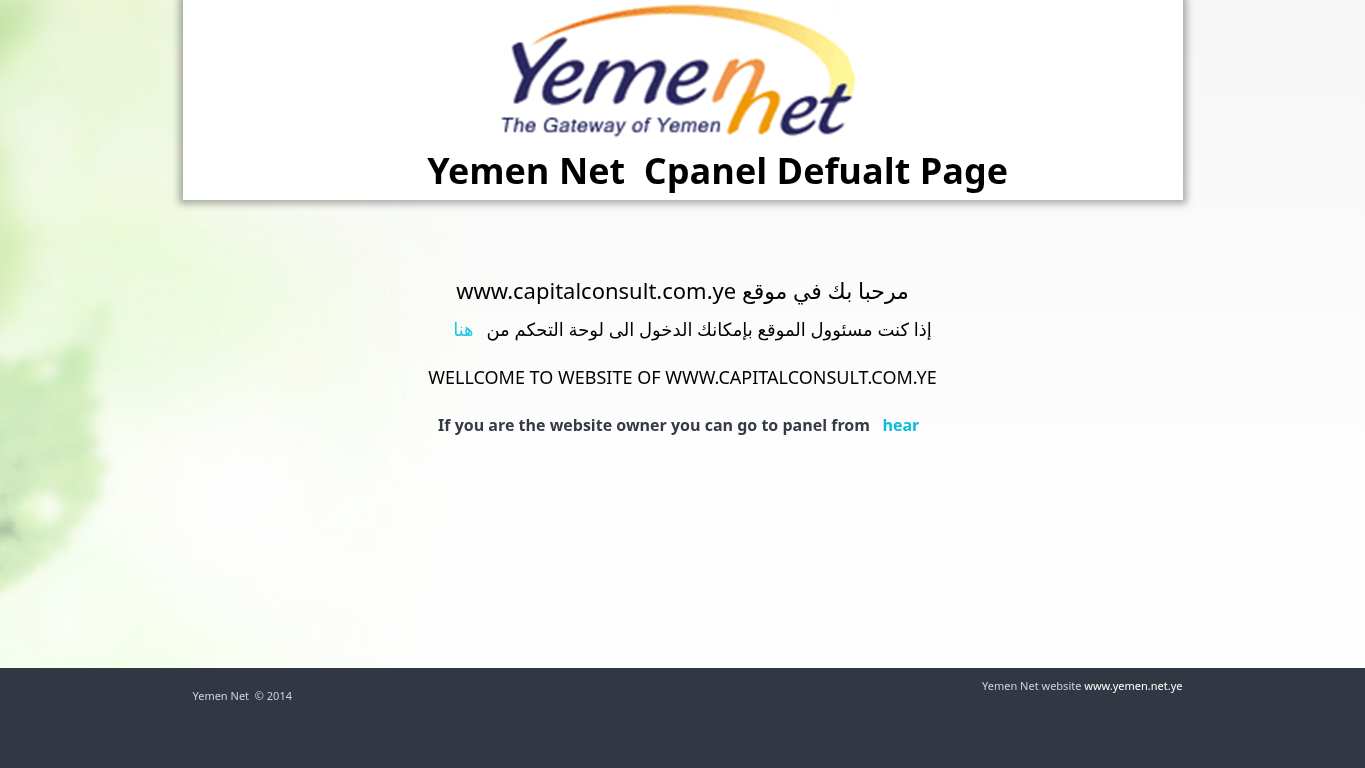 Yemen net
The Gateway of Yemen
Yemen Net Cpanel Defualt Page
مرحبا بك في موقع www.capitalconsult.com.ye
إذا كنت مسئوول الموقع بإمكانك الدخول الى لوحة التحكم من هنا
WELLCOME TO WEBSITE OF WWW.CAPITALCONSULT.COM.YE
If you are the website owner you can go to panel from hear
Yemen Net website www.yemen.net.ye
Yemen Net © 2014